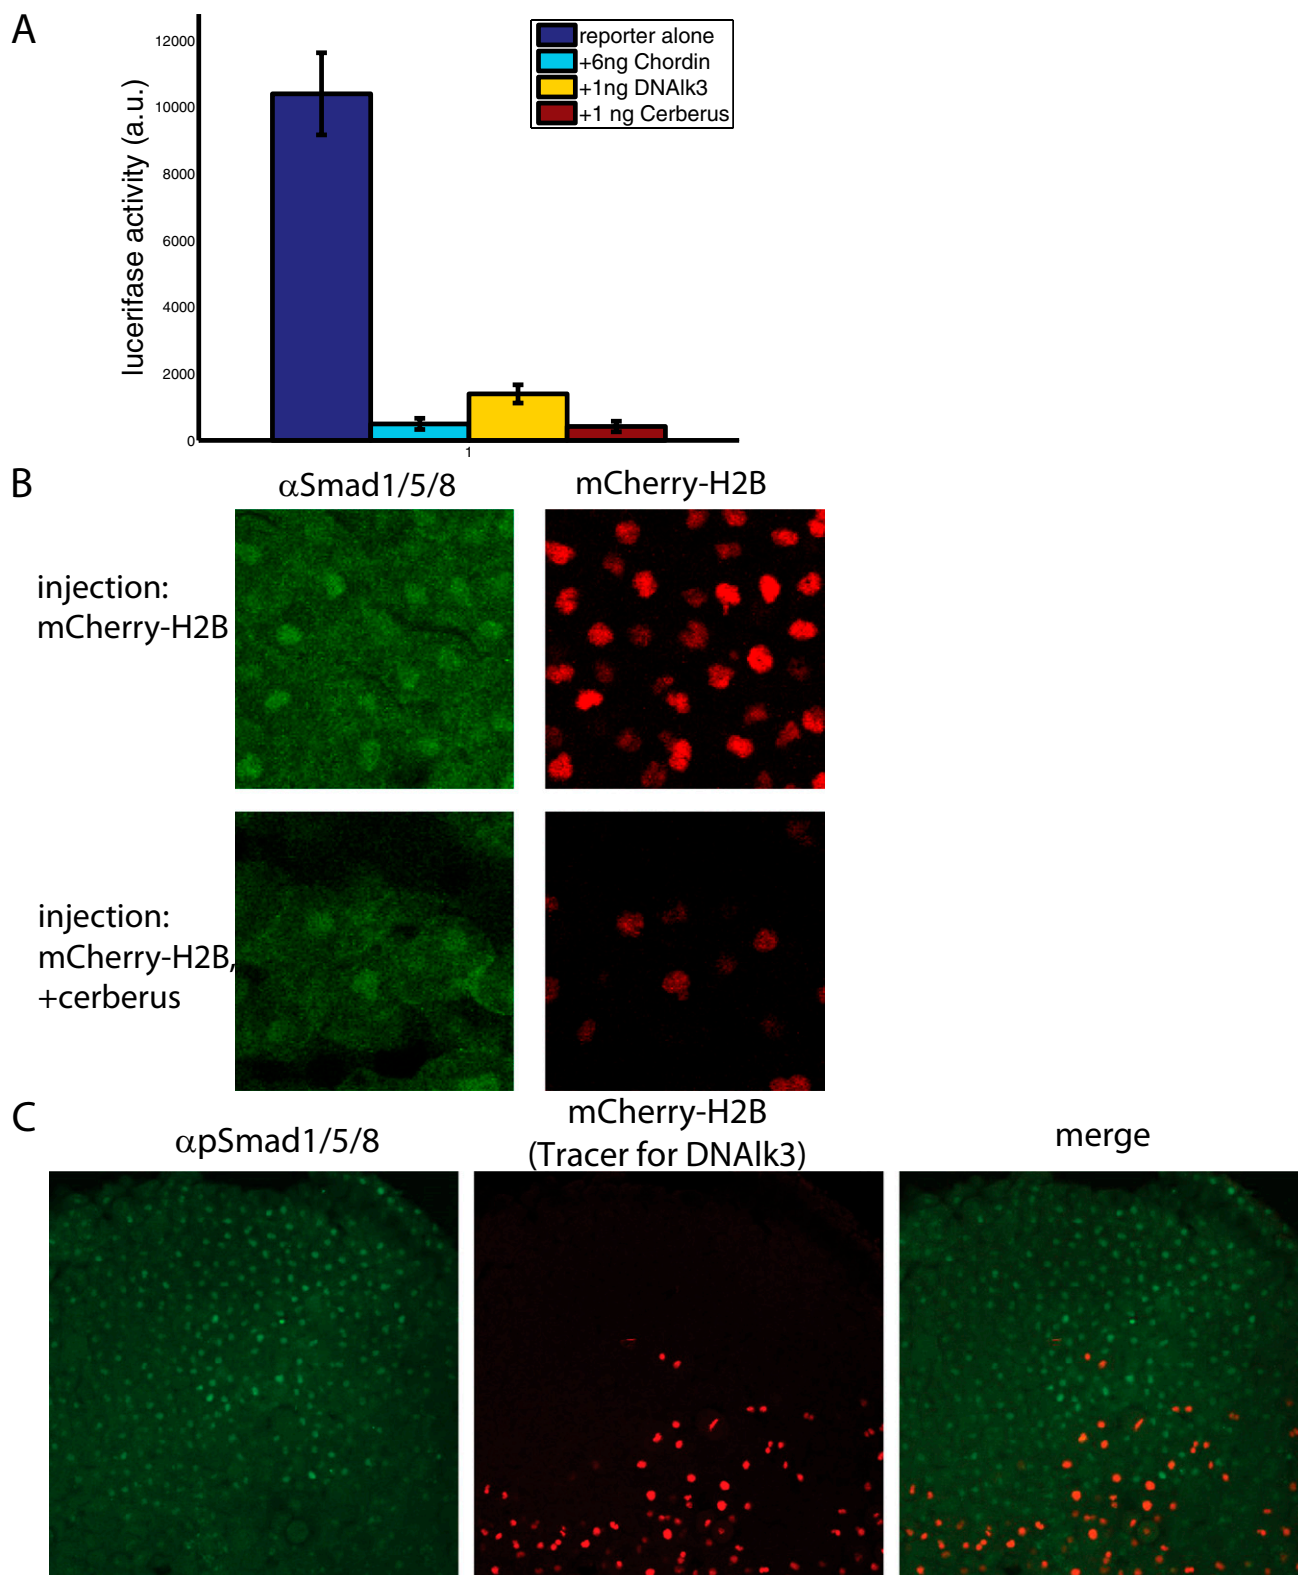 A
12000
10000
8000
6000
4000
2000
0
lucerifase activity (a.u.)
1
reporter alone
+6ng Chordin
+1ng DNAlk3
+1 ng Cerberus
B
αSmad1/5/8
mCherry-H2B
injection:
mCherry-H2B
injection:
mCherry-H2B,
+cerberus
C
αpSmad1/5/8
mCherry-H2B
(Tracer for DNAlk3)
merge